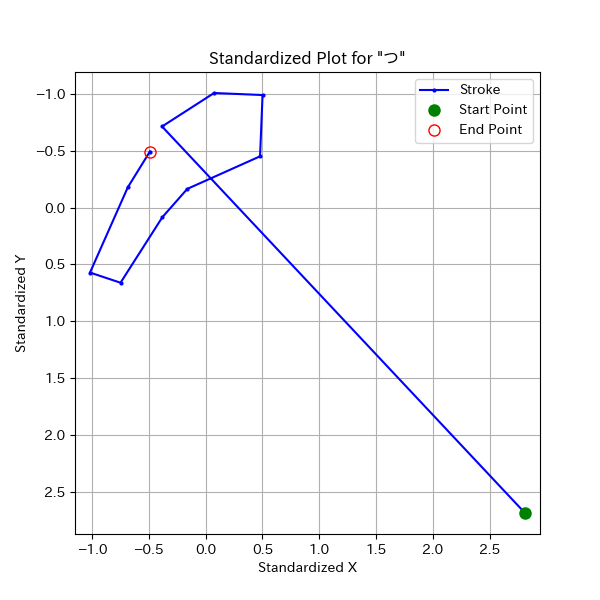 Standardized Plot for "つ"
Stroke
Start Point
End Point
−1.0
−0.5
0.0
0.5
1.0
1.5
2.0
2.5
Standardized Y
−1.0 −0.5 0.0 0.5 1.0 1.5 2.0 2.5
Standardized X